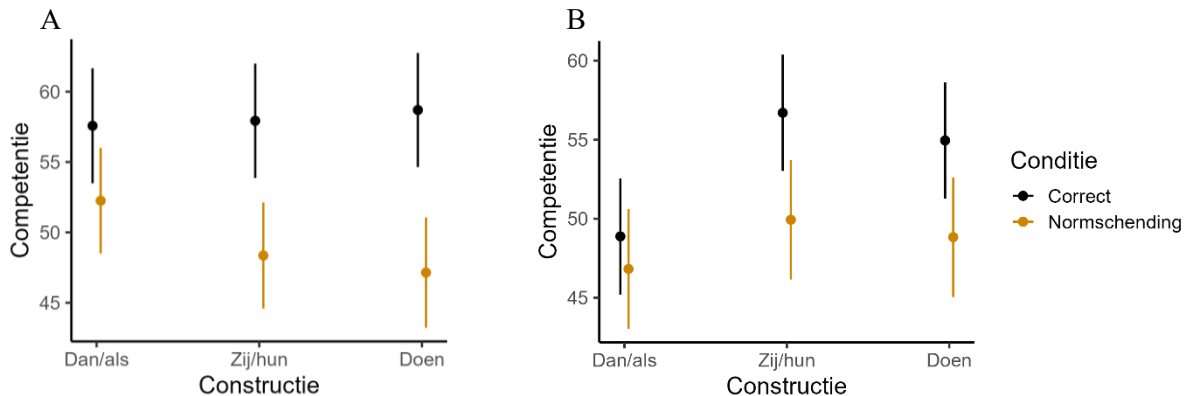 A
Competentie
60
55
50
45
Dan/als Zij/hun Doen
Constructie
B
Competentie
60
55
50
45
Dan/als Zij/hun Doen
Constructie
Conditie
Correct
Normschending